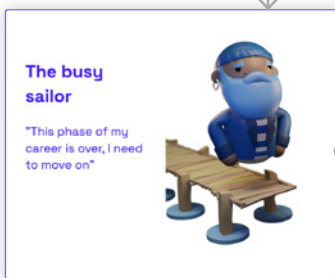 The busy
sailor
"This phase of my
career is over, I need
to move on"